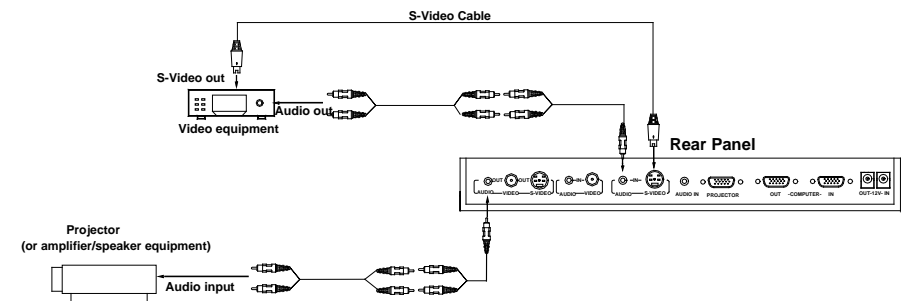 S-Video Cable
S-Video out
Audio out
Video equipment
Rear Panel
OUT OUT -IN- -IN-
AUDIO VIDEO S-VIDEO AUDIO VIDEO AUDIO S-VIDEO AUDIO IN PROJECTOR OUT -COMPUTER- IN OUT-12V- IN
Projector
(or amplifier/speaker equipment)
Audio input